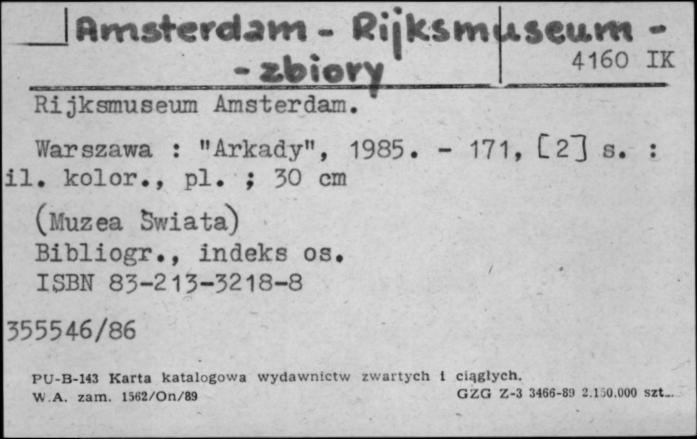 Amsterdam - Rijksmuseum -
- zbiory
4160 IK
Rijksmuseum Amsterdam.
Warszawa : "Arkady", 1985. - 171, [2] s. :
il. kolor., pl. ; 30 cm
(Muzea Świata)
Bibliogr., indeks os.
ISBN 83-213-3218-8
355546/86
PU-B-143 Karta katalogowa wydawnictw zwartych i ciągłych.
W.A. zam. 1562/On/89
GZG Z-3 3466-89 2.150.000 szt.